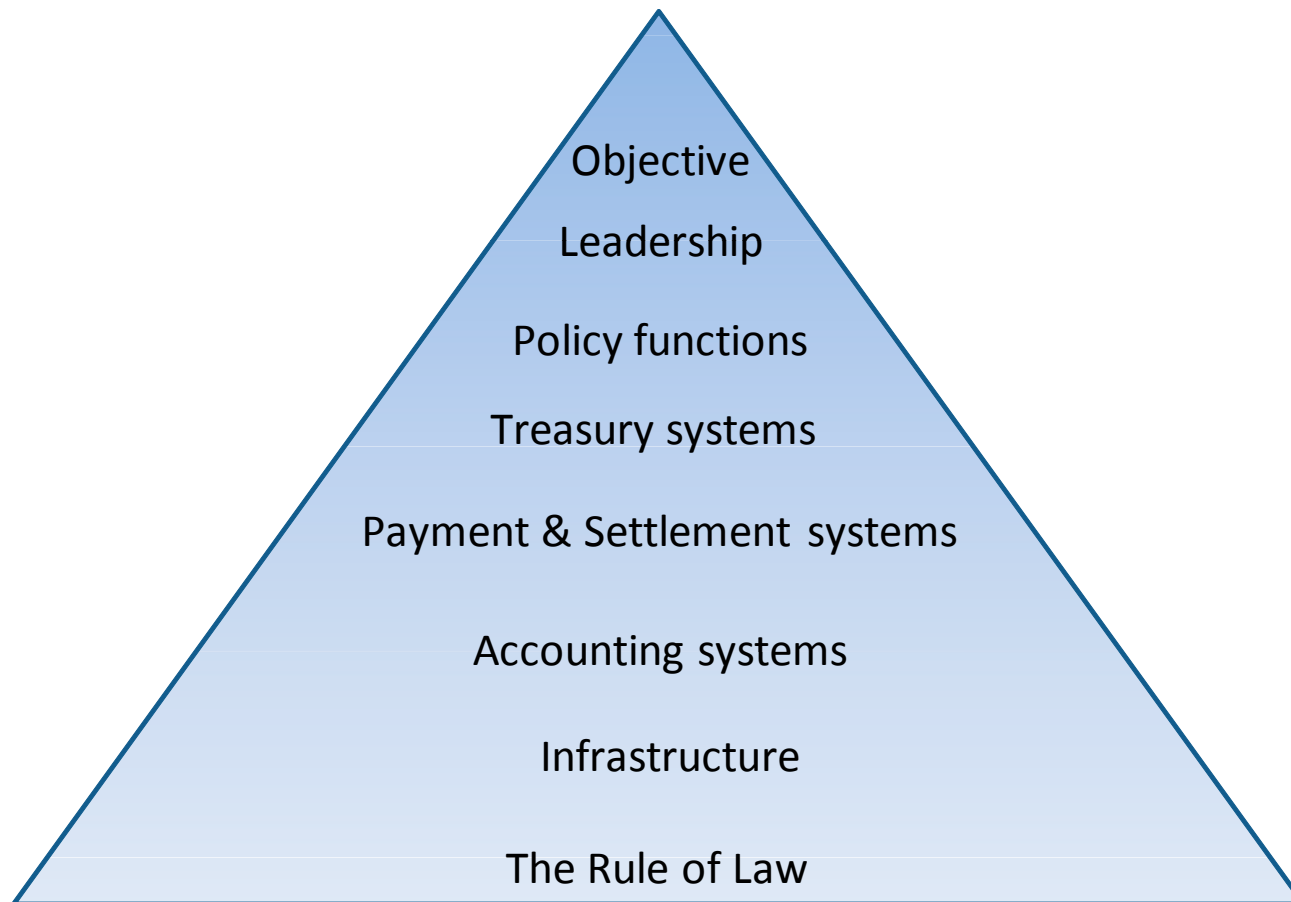 Objective
Leadership
Policy functions
Treasury systems
Payment & Settlement systems
Accounting systems
Infrastructure
The Rule of Law